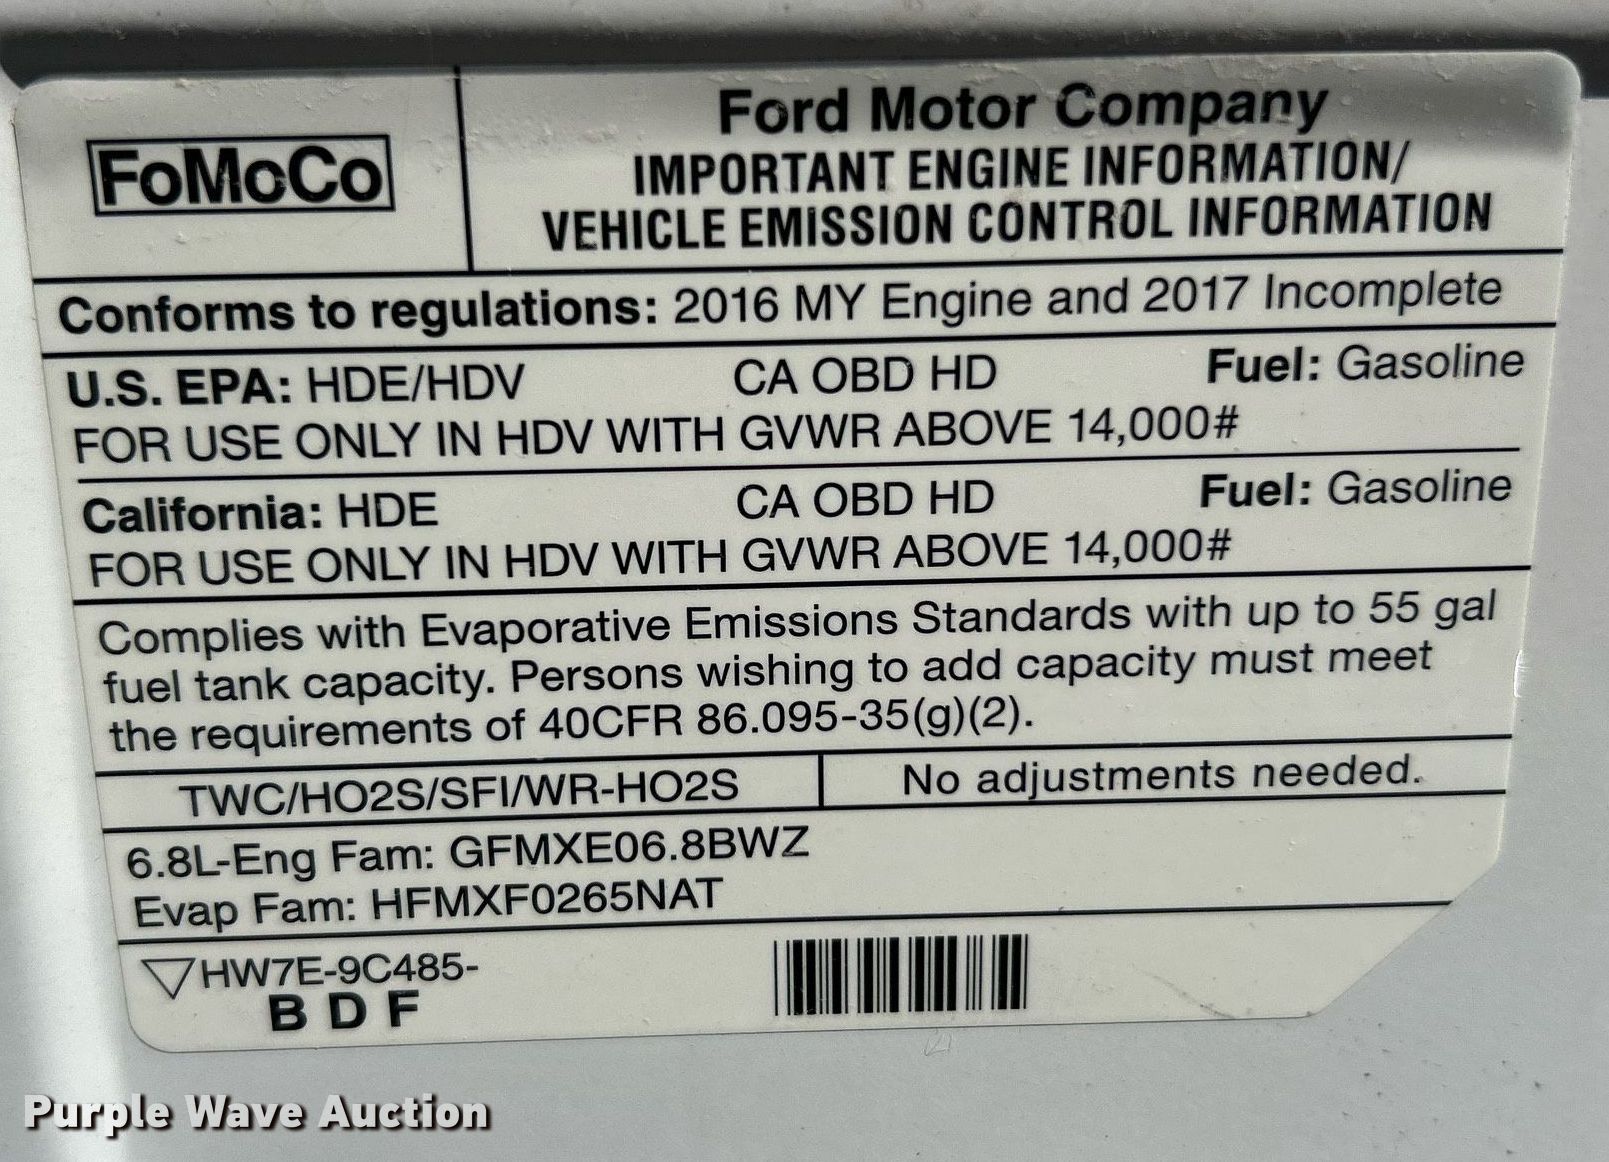 FoMoCo
Ford Motor Company
IMPORTANT ENGINE INFORMATION/
VEHICLE EMISSION CONTROL INFORMATION
Conforms to regulations: 2016 MY Engine and 2017 Incomplete
U.S. EPA: HDE/HDV CA OBD HD Fuel: Gasoline
FOR USE ONLY IN HDV WITH GVWR ABOVE 14,000#
California: HDE CA OBD HD Fuel: Gasoline
FOR USE ONLY IN HDV WITH GVWR ABOVE 14,000#
Complies with Evaporative Emissions Standards with up to 55 gal
fuel tank capacity. Persons wishing to add capacity must meet
the requirements of 40CFR 86.095-35(g)(2).
TWC/HO2S/SFI/WR-HO2S No adjustments needed.
6.8L-Eng Fam: GFMXE06.8BWZ
Evap Fam: HFMXF0265NAT
▽HW7E-9C485-
B D F
Purple Wave Auction